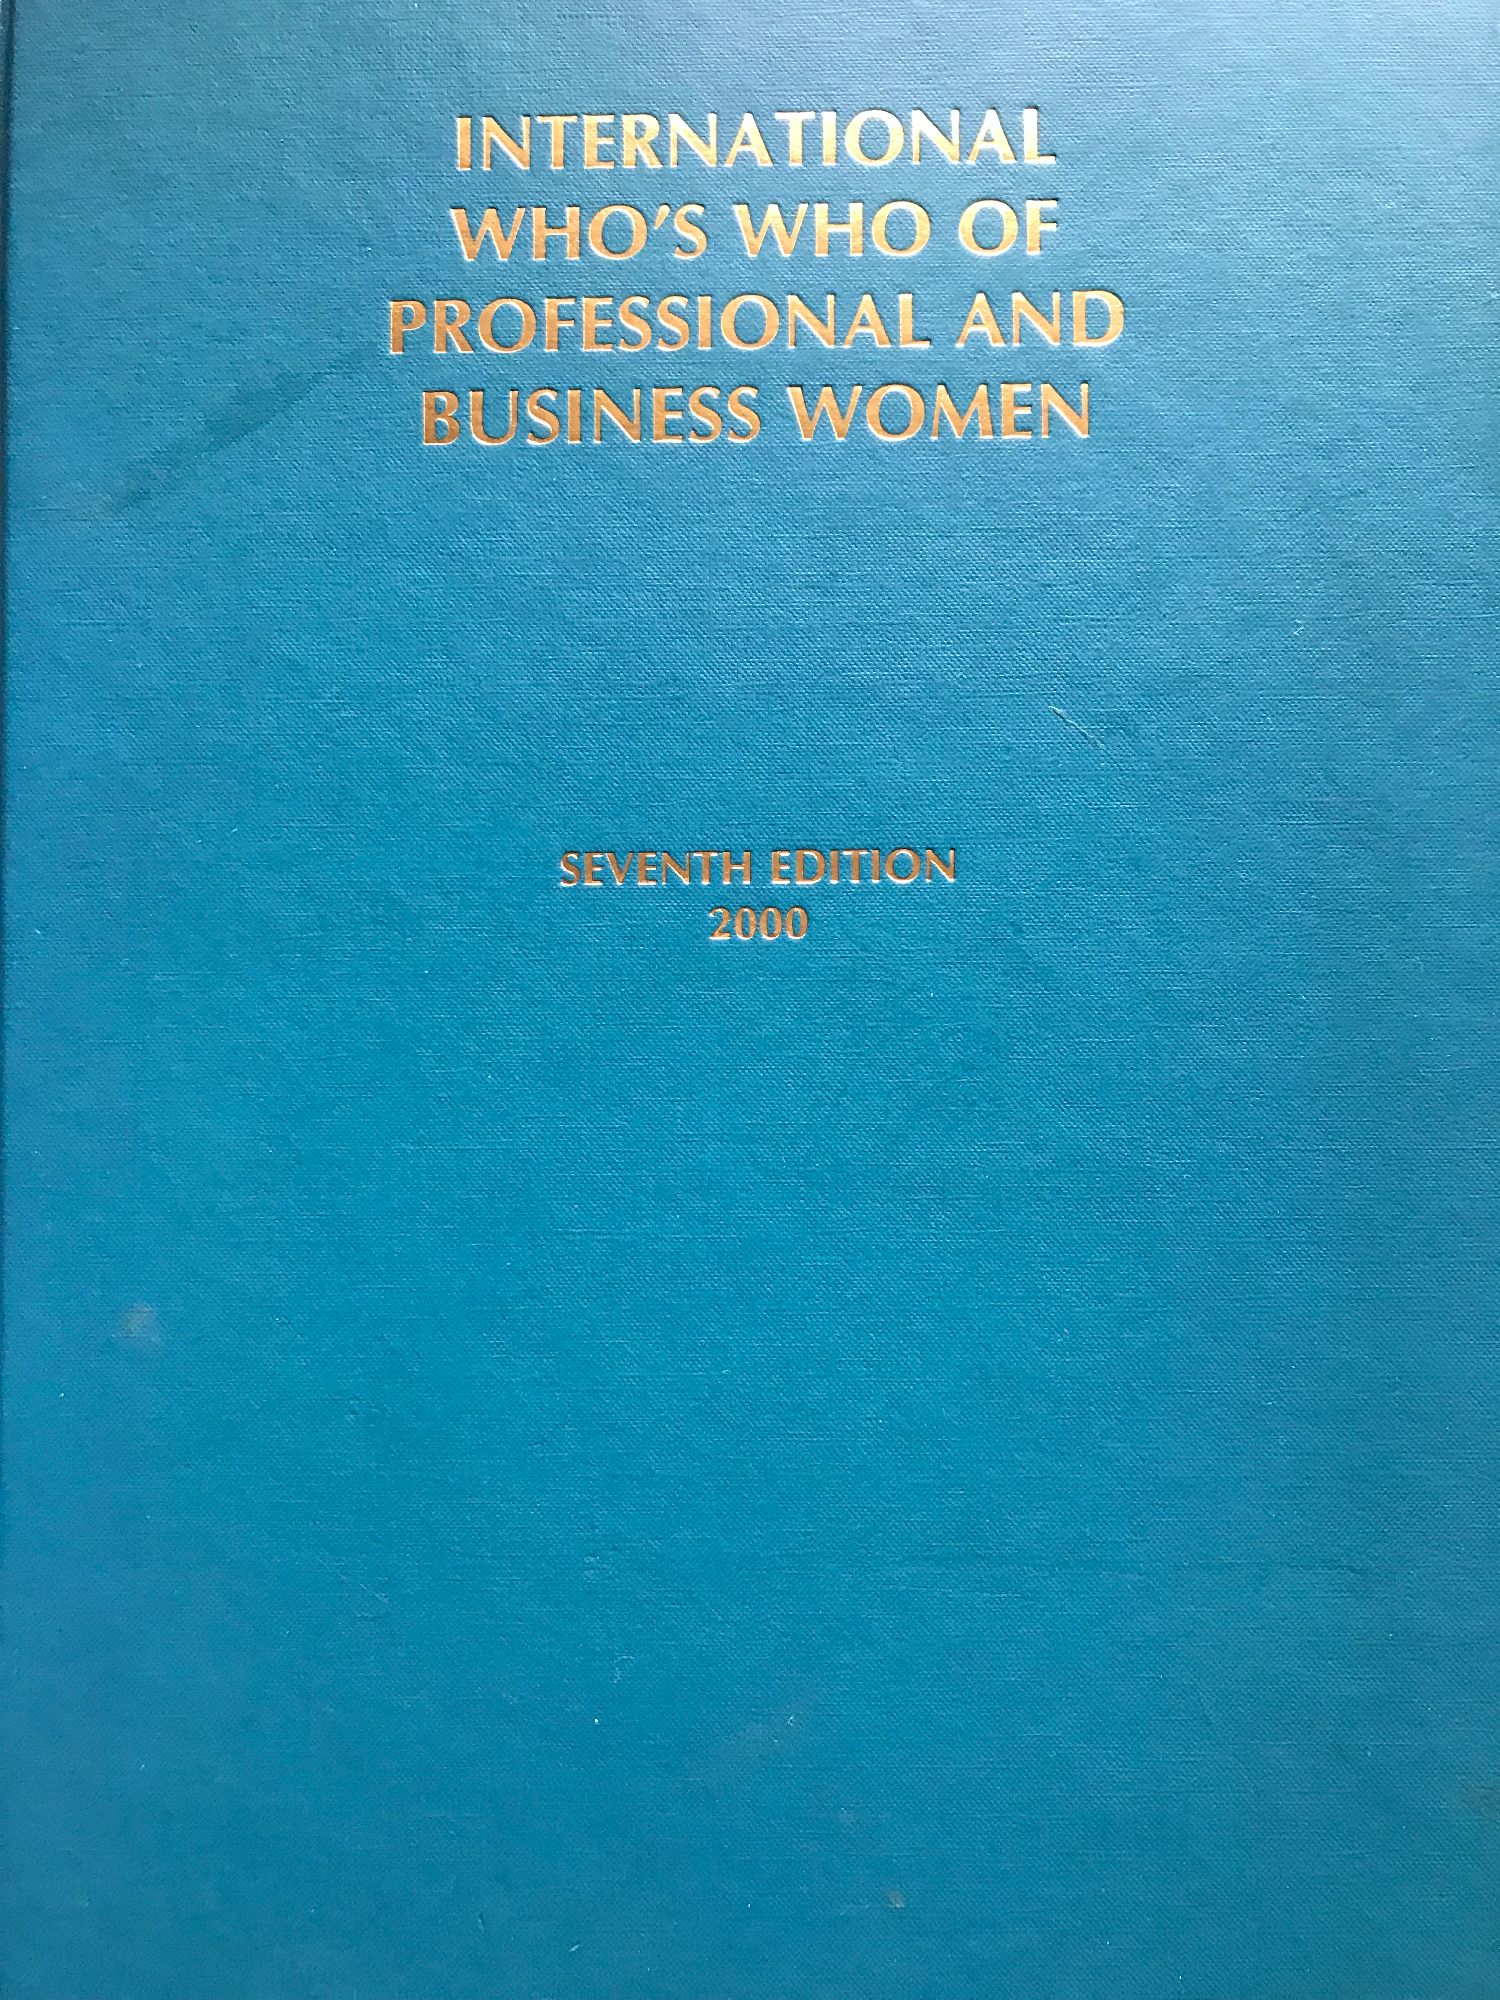 INTERNATIONAL
WHO'S WHO OF
PROFESSIONAL AND
BUSINESS WOMEN
SEVENTH EDITION
2000